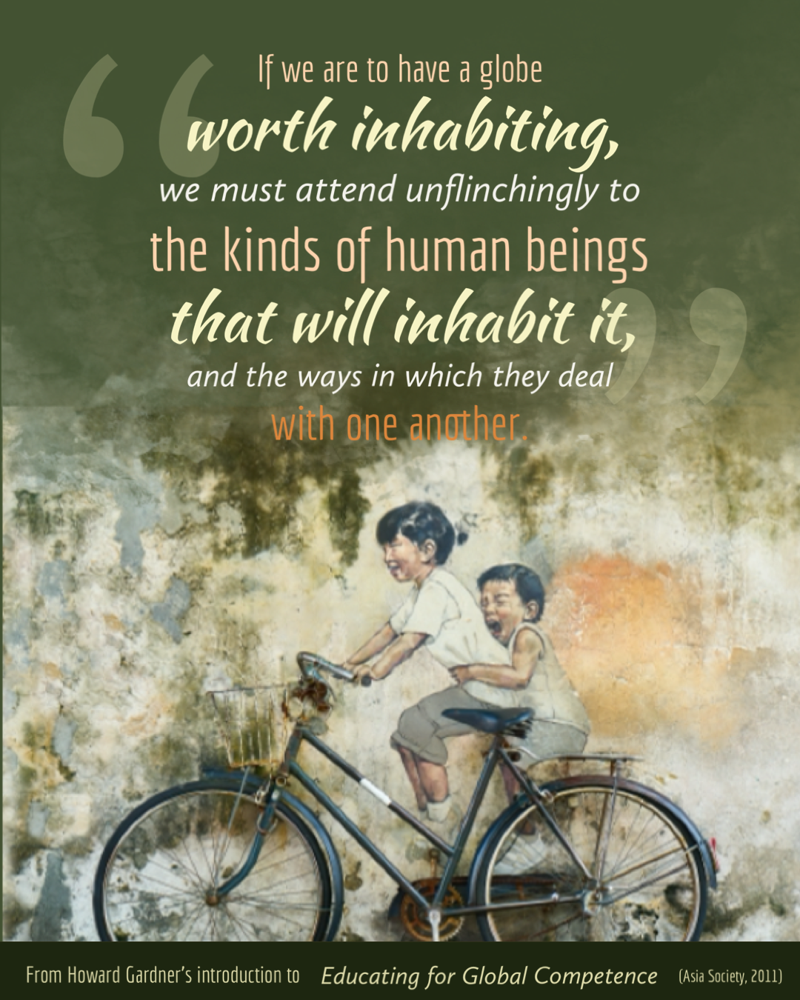 If we are to have a globe
worth inhabiting,
we must attend unflinchingly to
the kinds of human beings
that will inhabit it,
and the ways in which they deal
with one another.
From Howard Gardner's introduction to Educating for Global Competence (Asia Society, 2011)